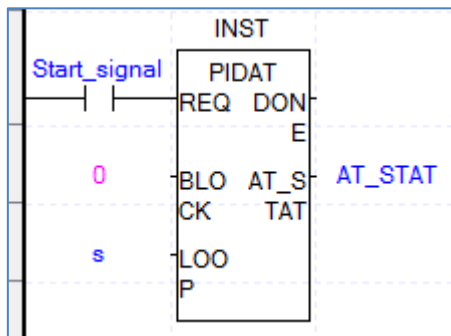 INST
Start_signal
PIDAT
REQ DON
E
0
BLO AT_S
CK TAT
AT_STAT
s
LOO
P